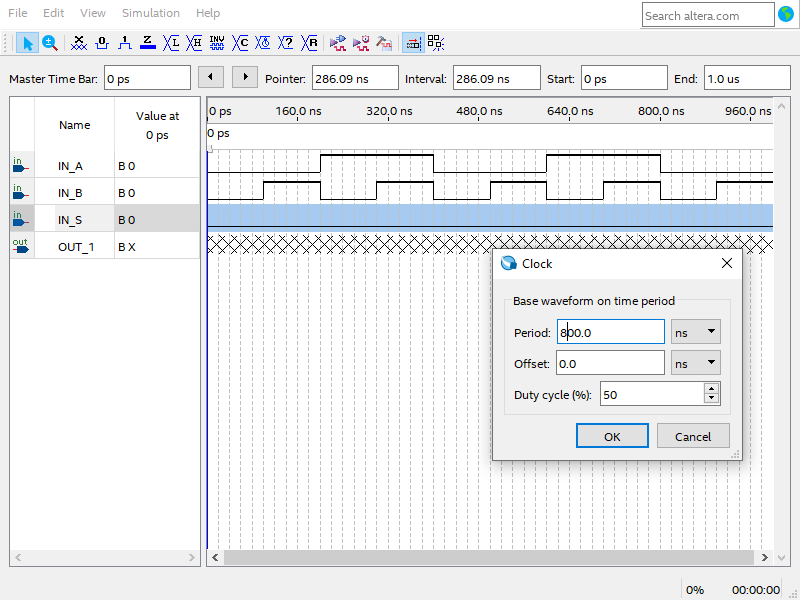 File Edit View Simulation Help
Search altera.com
Master Time Bar: 0 ps Pointer: 286.09 ns Interval: 286.09 ns Start: 0 ps End: 1.0 us
Name Value at 0 ps
0 ps 160.0 ns 320.0 ns 480.0 ns 640.0 ns 800.0 ns 960.0 ns
0 ps
in IN_A B 0
in IN_B B 0
in IN_S B 0
out OUT_1 B X
Clock
Base waveform on time period
Period: 800.0 ns
Offset: 0.0 ns
Duty cycle (%): 50
OK Cancel
0% 00:00:00